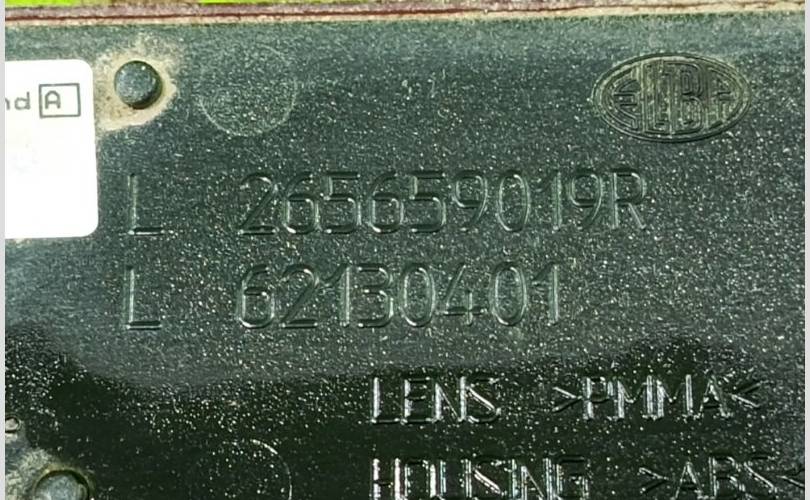 nd A
L 265659019R
L 62130401
LENS >PMMA<
HOUSING >ABS<